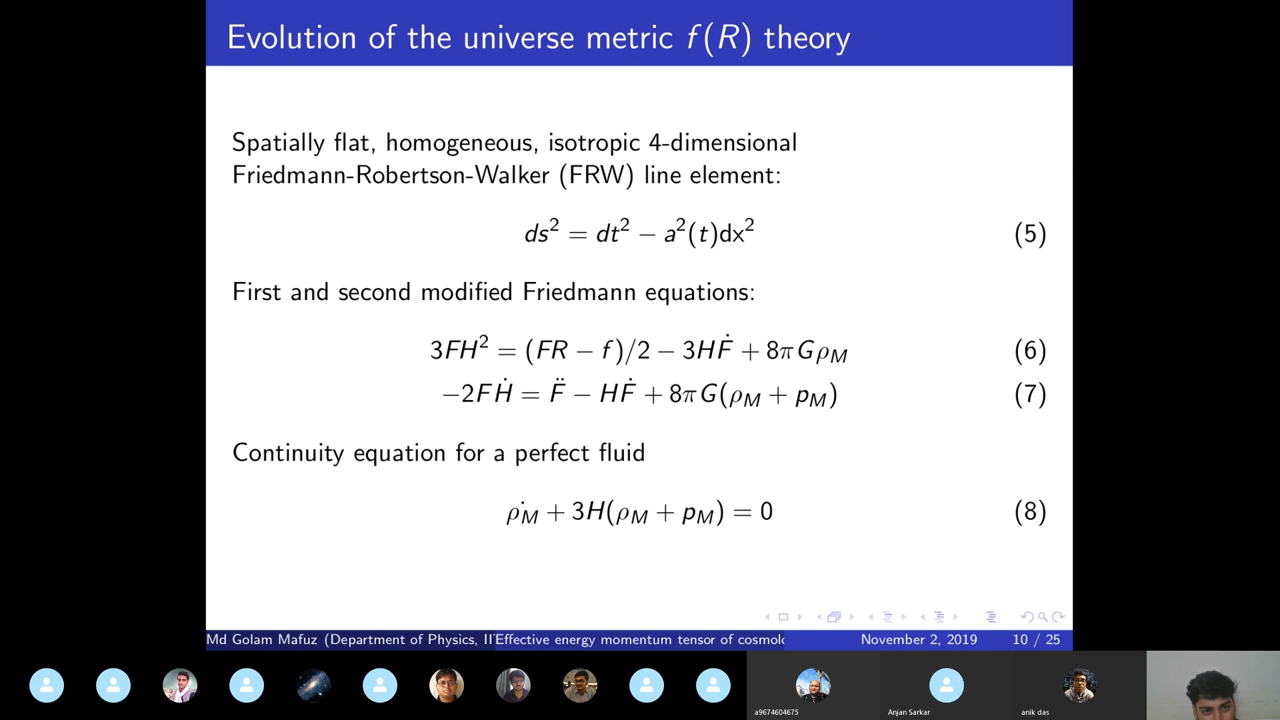 Evolution of the universe metric f(R) theory
Spatially flat, homogeneous, isotropic 4-dimensional
Friedmann-Robertson-Walker (FRW) line element:
ds² = dt² − a²(t)dx² (5)
First and second modified Friedmann equations:
3FH² = (FR − f)/2 − 3HḞ + 8πGρ_M (6)
−2FḢ = F̈ − HḞ + 8πG(ρ_M + p_M) (7)
Continuity equation for a perfect fluid
ρ̇_M + 3H(ρ_M + p_M) = 0 (8)
Md Golam Mafuz (Department of Physics, II Effective energy momentum tensor of cosmolo November 2, 2019 10 / 25
a9674604675 Anjan Sarkar anik das